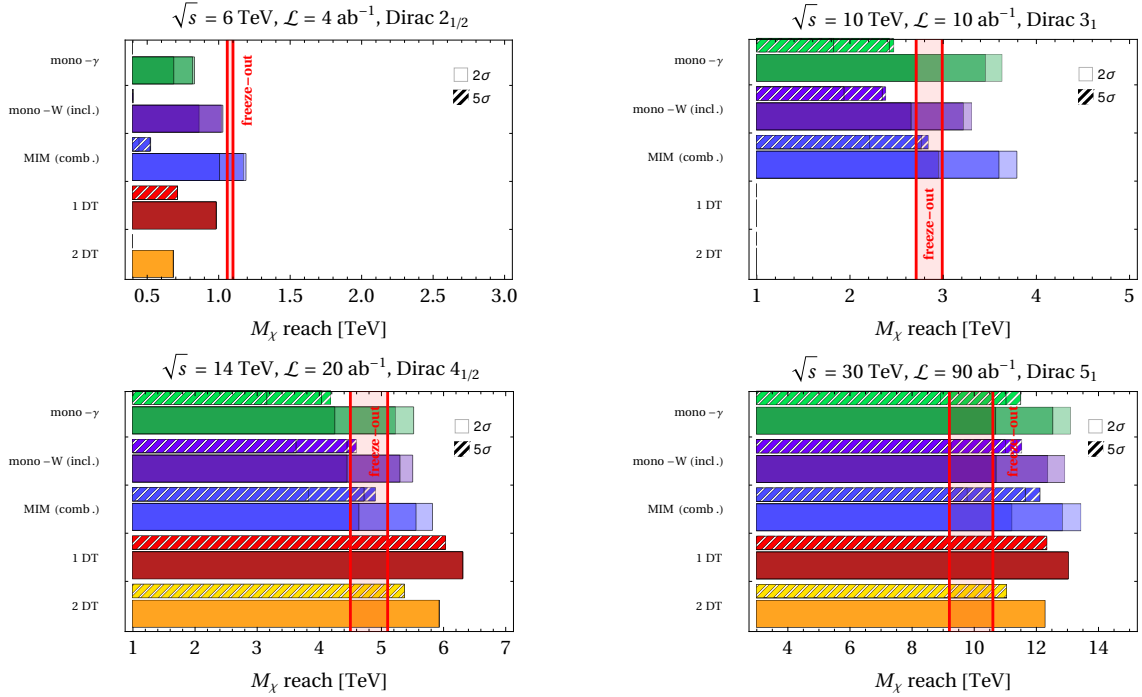 √s = 6 TeV, ℒ = 4 ab⁻¹, Dirac 2₁/₂
mono-γ
mono-W (incl.)
MIM (comb.)
1 DT
2 DT
freeze-out
2σ
5σ
0.5 1.0 1.5 2.0 2.5 3.0
Mχ reach [TeV]
√s = 10 TeV, ℒ = 10 ab⁻¹, Dirac 3₁
mono-γ
mono-W (incl.)
MIM (comb.)
1 DT
2 DT
freeze-out
2σ
5σ
1 2 3 4 5
Mχ reach [TeV]
√s = 14 TeV, ℒ = 20 ab⁻¹, Dirac 4₁/₂
mono-γ
mono-W (incl.)
MIM (comb.)
1 DT
2 DT
freeze-out
2σ
5σ
1 2 3 4 5 6 7
Mχ reach [TeV]
√s = 30 TeV, ℒ = 90 ab⁻¹, Dirac 5₁
mono-γ
mono-W (incl.)
MIM (comb.)
1 DT
2 DT
freeze-out
2σ
5σ
4 6 8 10 12 14
Mχ reach [TeV]